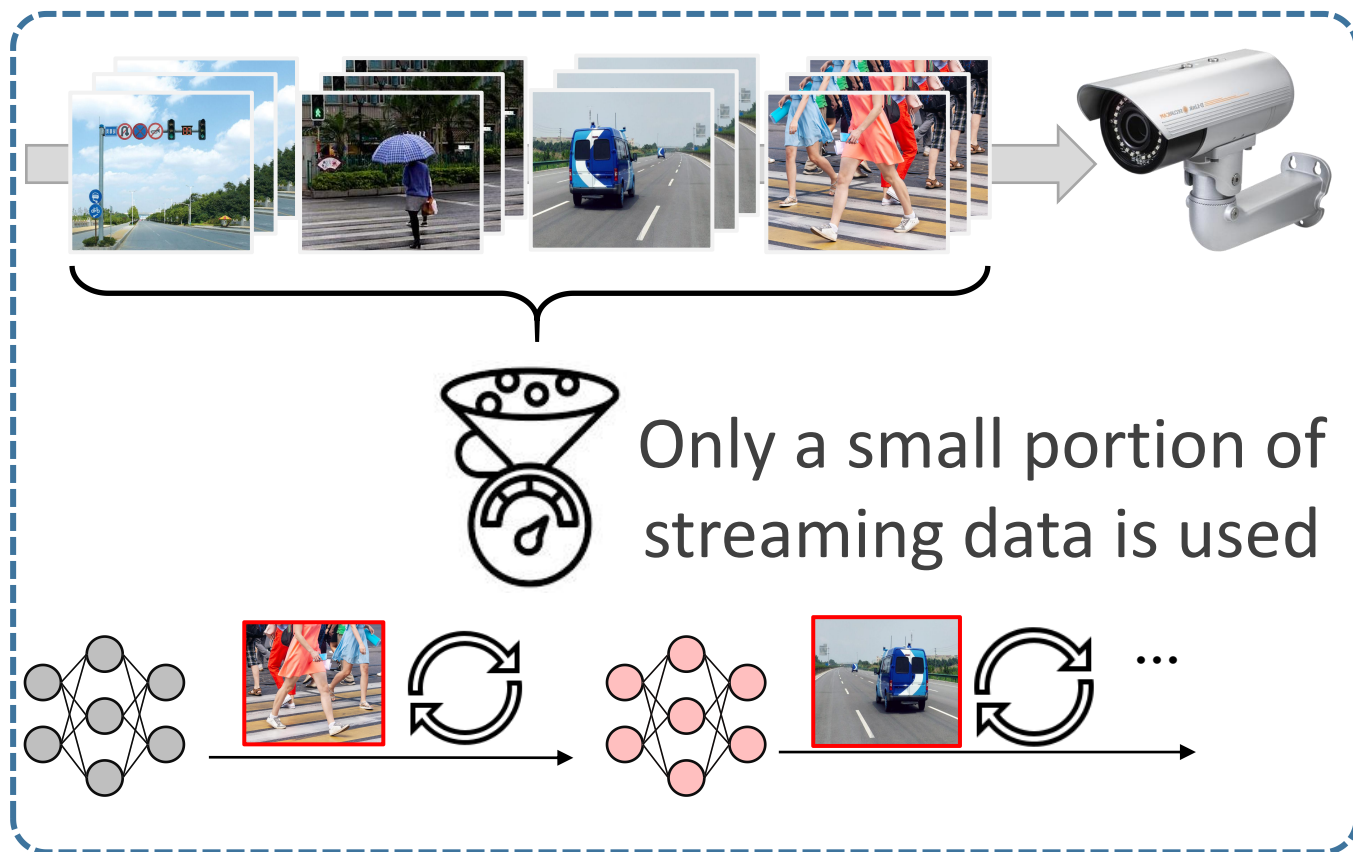 Only a small portion of
streaming data is used
...